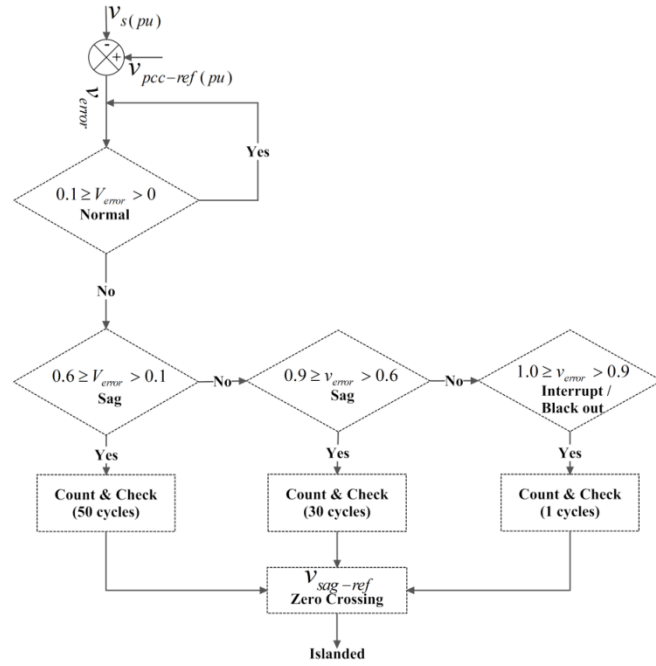 v_s(pu)
-
+
v_pcc-ref(pu)
v_error
Yes
0.1 ≥ V_error > 0
Normal
No
0.6 ≥ V_error > 0.1
Sag
No
0.9 ≥ v_error > 0.6
Sag
No
1.0 ≥ v_error > 0.9
Interrupt /
Black out
Yes
Yes
Yes
Count & Check
(50 cycles)
Count & Check
(30 cycles)
Count & Check
(1 cycles)
v_sag-ref
Zero Crossing
Islanded